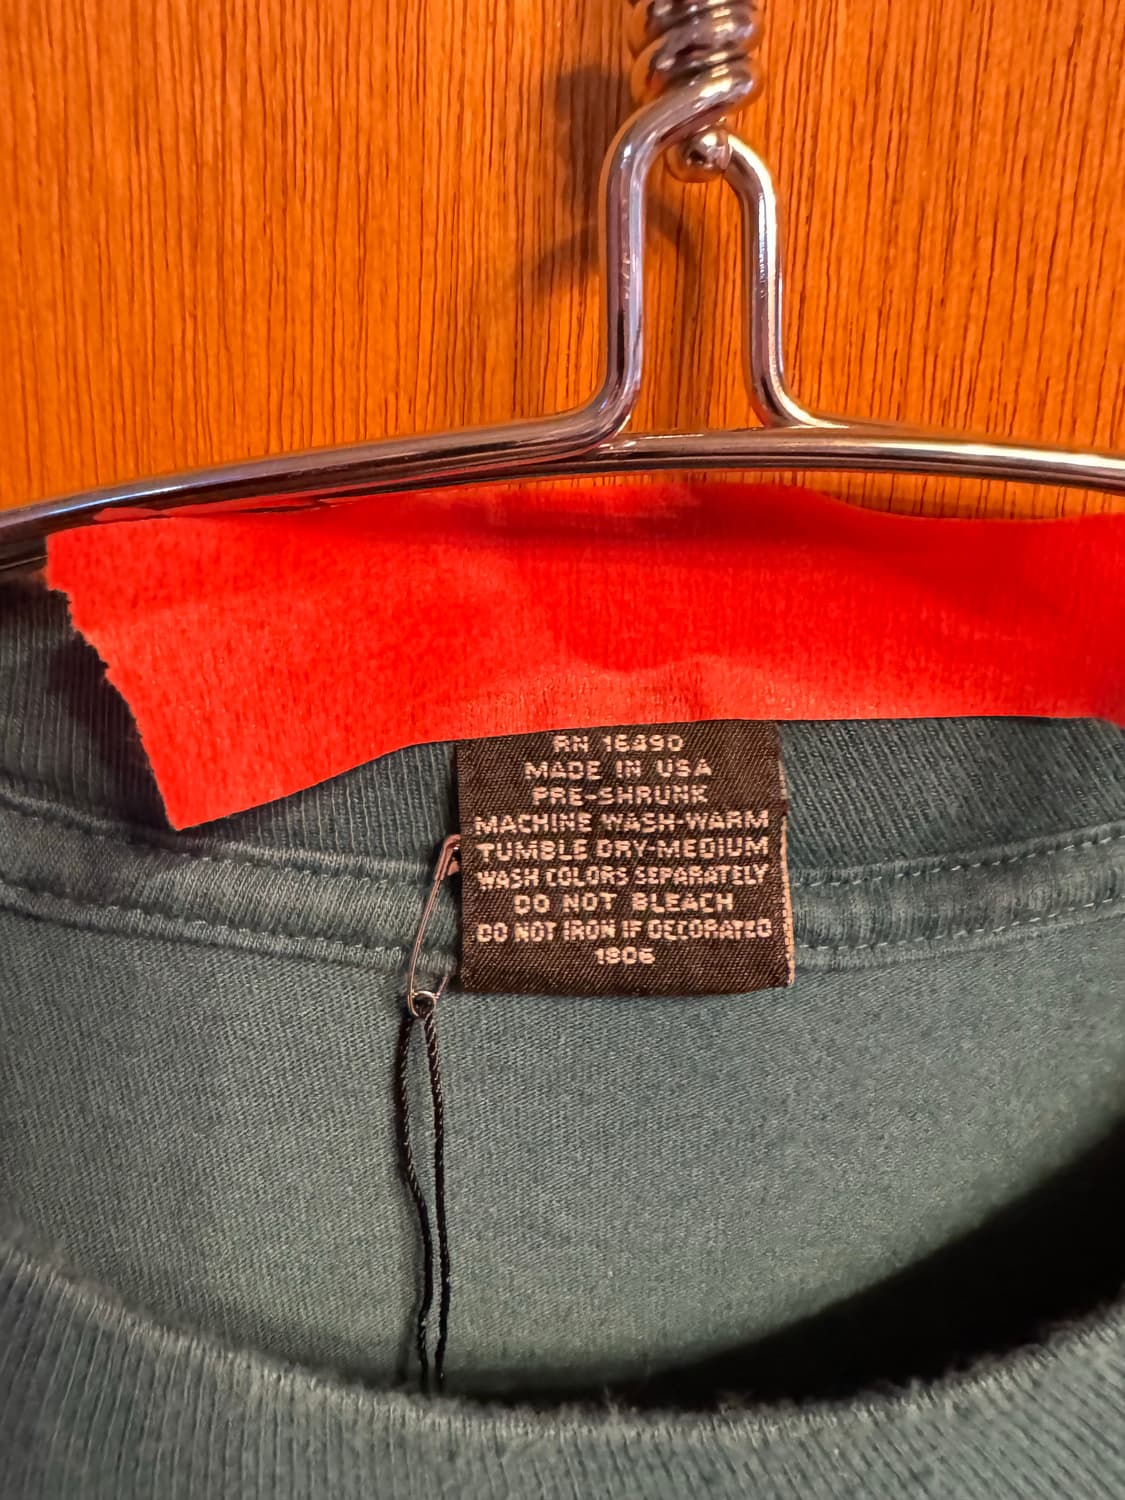 RN 16490
MADE IN USA
PRE-SHRUNK
MACHINE WASH-WARM
TUMBLE DRY-MEDIUM
WASH COLORS SEPARATELY
DO NOT BLEACH
DO NOT IRON IF DECORATED
1806